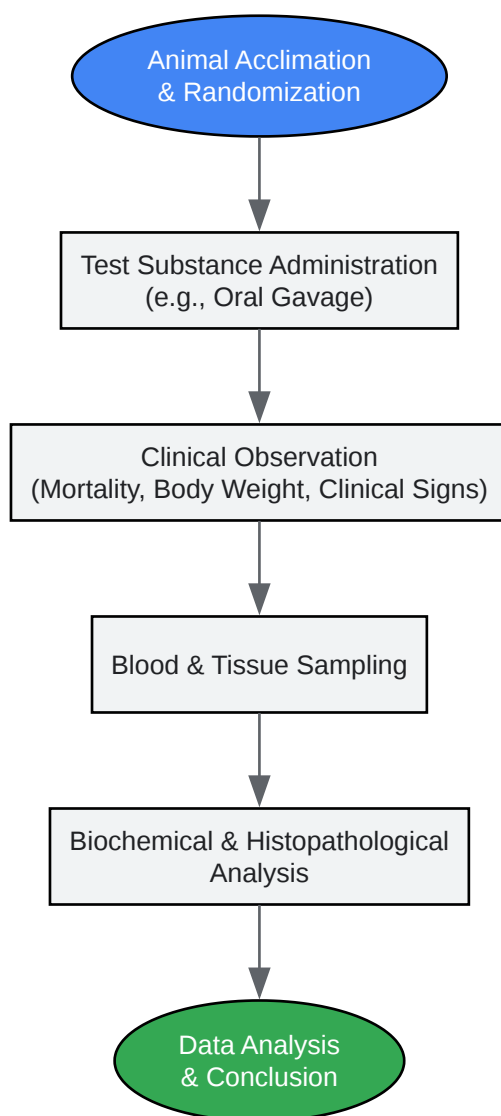 Animal Acclimation
& Randomization
Test Substance Administration
(e.g., Oral Gavage)
Clinical Observation
(Mortality, Body Weight, Clinical Signs)
Blood & Tissue Sampling
Biochemical & Histopathological
Analysis
Data Analysis
& Conclusion